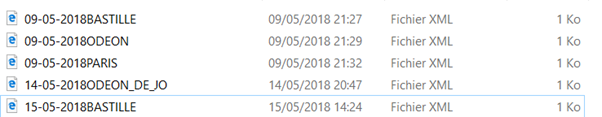 09-05-2018BASTILLE 09/05/2018 21:27 Fichier XML 1 Ko
09-05-2018ODEON 09/05/2018 21:29 Fichier XML 1 Ko
09-05-2018PARIS 09/05/2018 21:32 Fichier XML 1 Ko
14-05-2018ODEON_DE_JO 14/05/2018 20:47 Fichier XML 1 Ko
15-05-2018BASTILLE 15/05/2018 14:24 Fichier XML 1 Ko